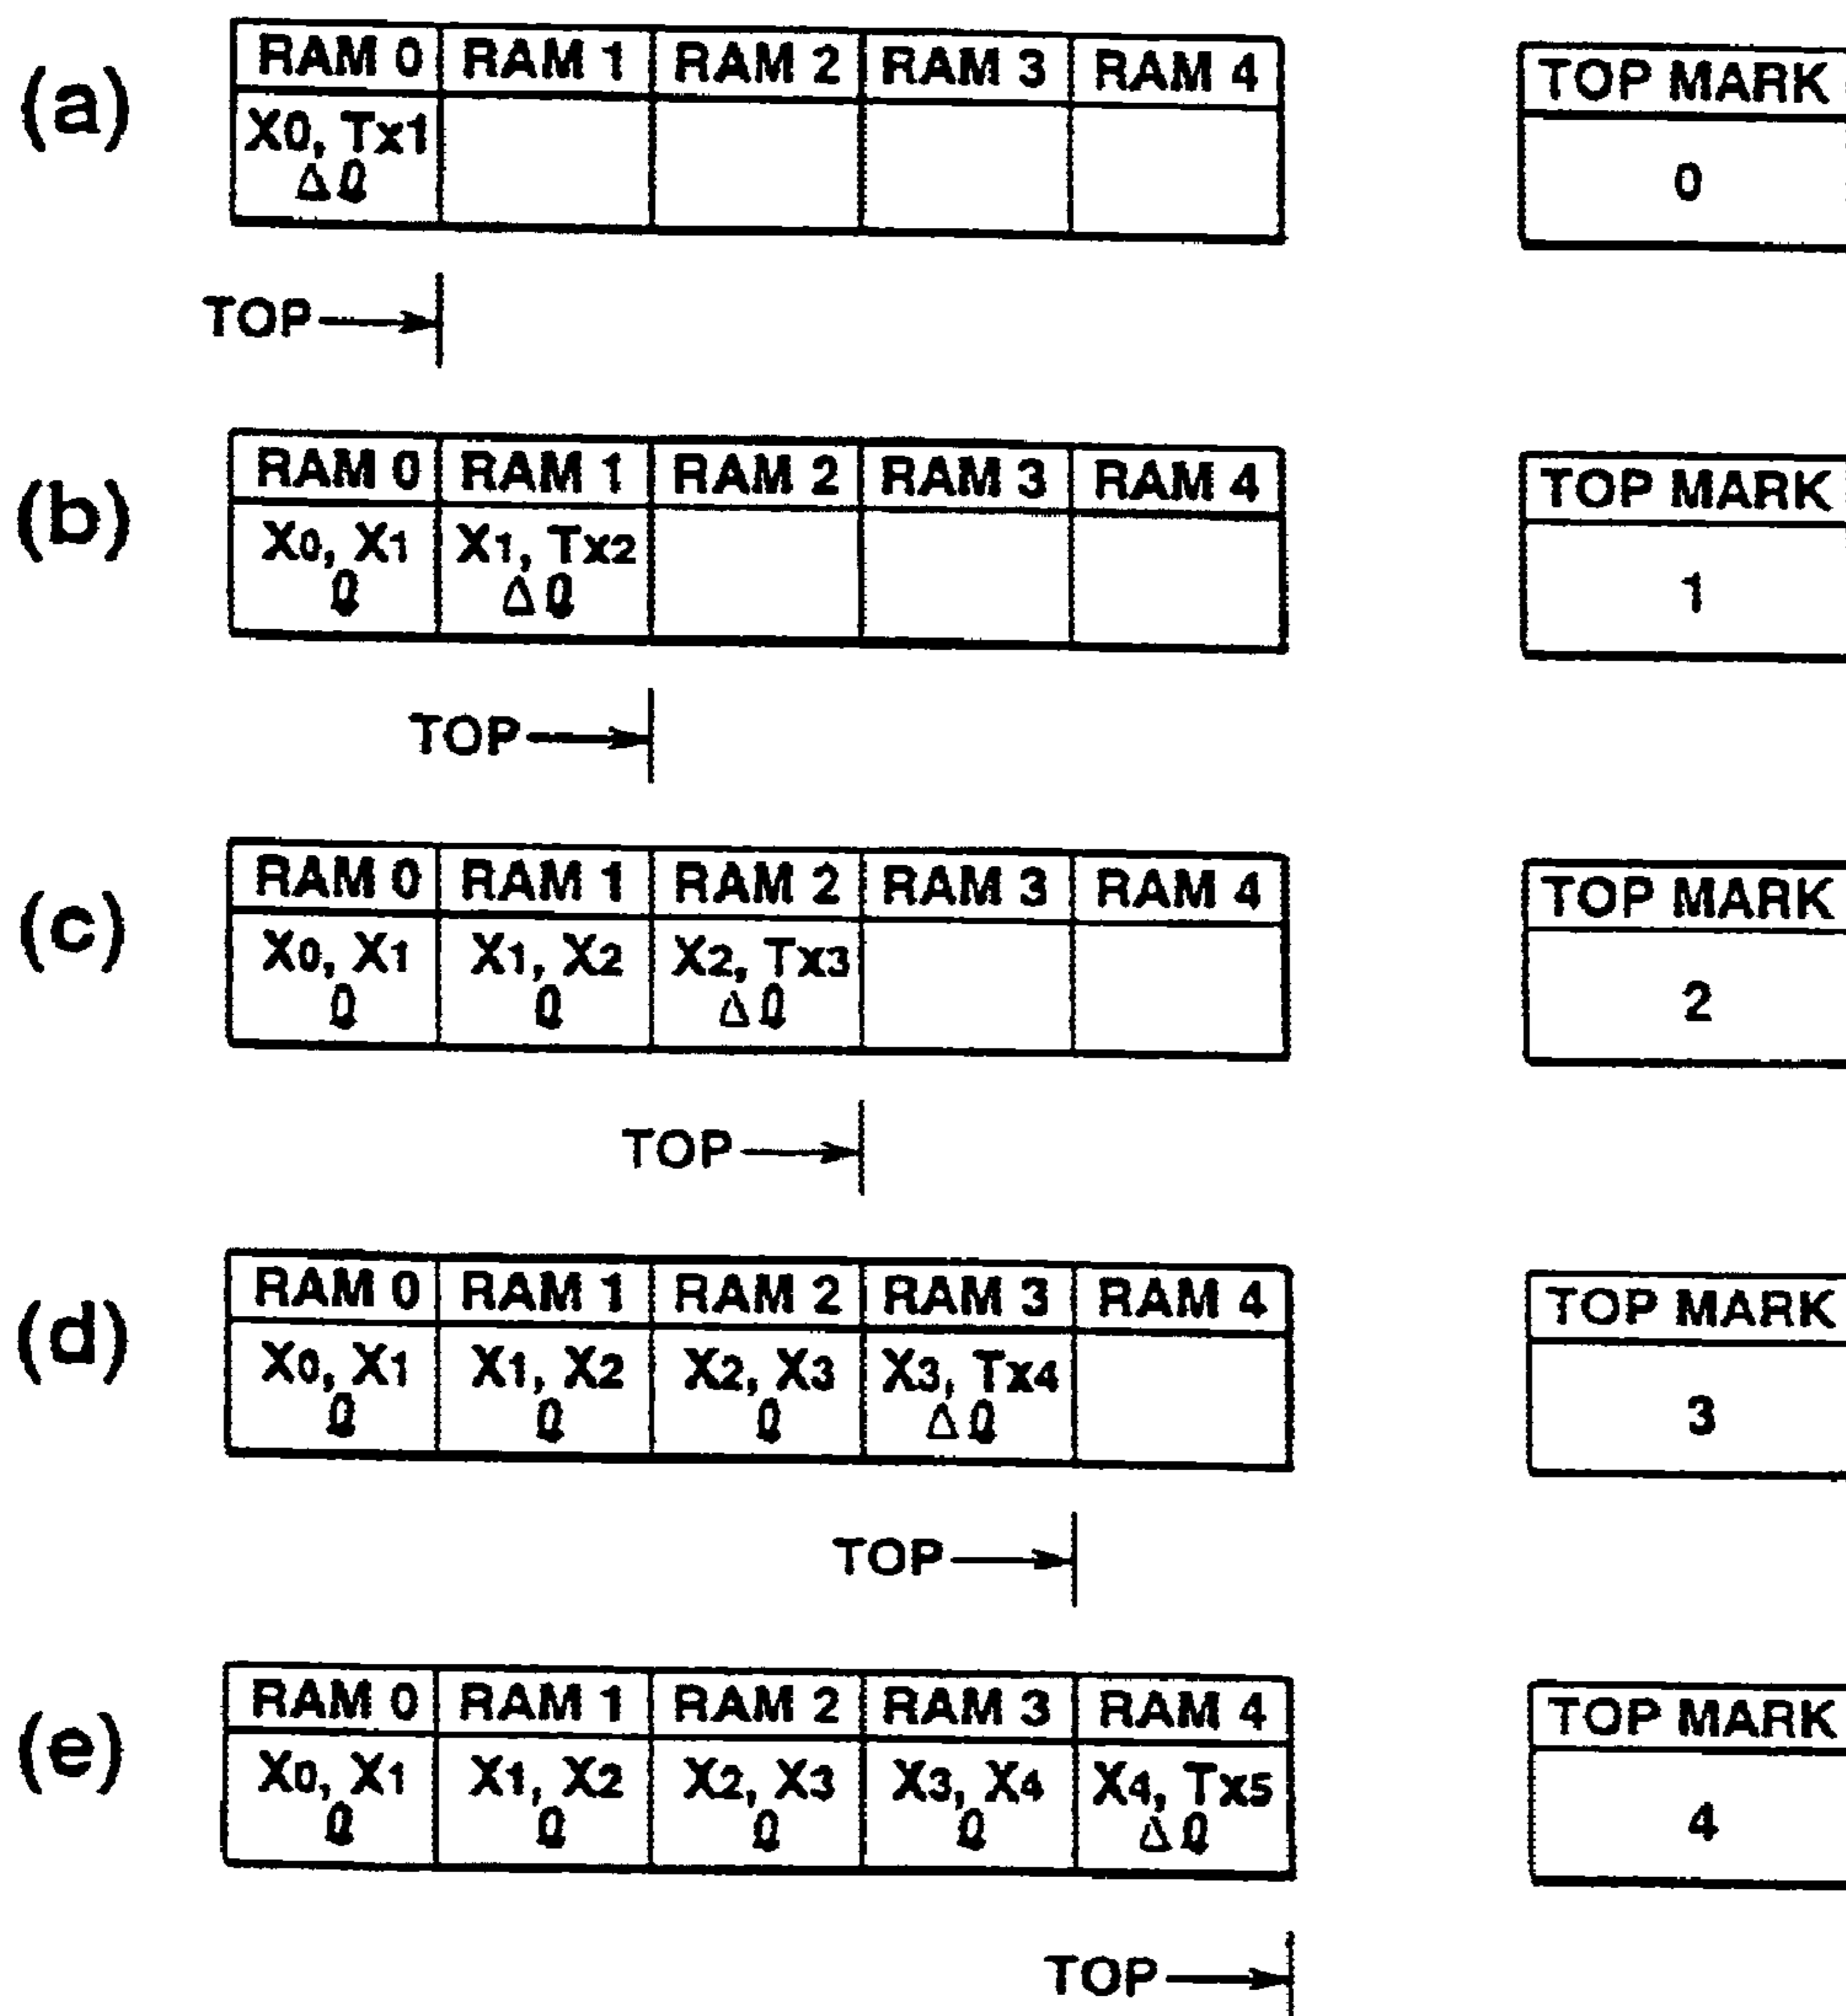 (a)
RAM 0 RAM 1 RAM 2 RAM 3 RAM 4
X0, Tx1
Δ Q
TOP MARK
0
TOP
(b)
RAM 0 RAM 1 RAM 2 RAM 3 RAM 4
X0, X1 X1, Tx2
Q Δ Q
TOP MARK
1
TOP
(c)
RAM 0 RAM 1 RAM 2 RAM 3 RAM 4
X0, X1 X1, X2 X2, Tx3
Q Q Δ Q
TOP MARK
2
TOP
(d)
RAM 0 RAM 1 RAM 2 RAM 3 RAM 4
X0, X1 X1, X2 X2, X3 X3, Tx4
Q Q Q Δ Q
TOP MARK
3
TOP
(e)
RAM 0 RAM 1 RAM 2 RAM 3 RAM 4
X0, X1 X1, X2 X2, X3 X3, X4 X4, Tx5
Q Q Q Q Δ Q
TOP MARK
4
TOP